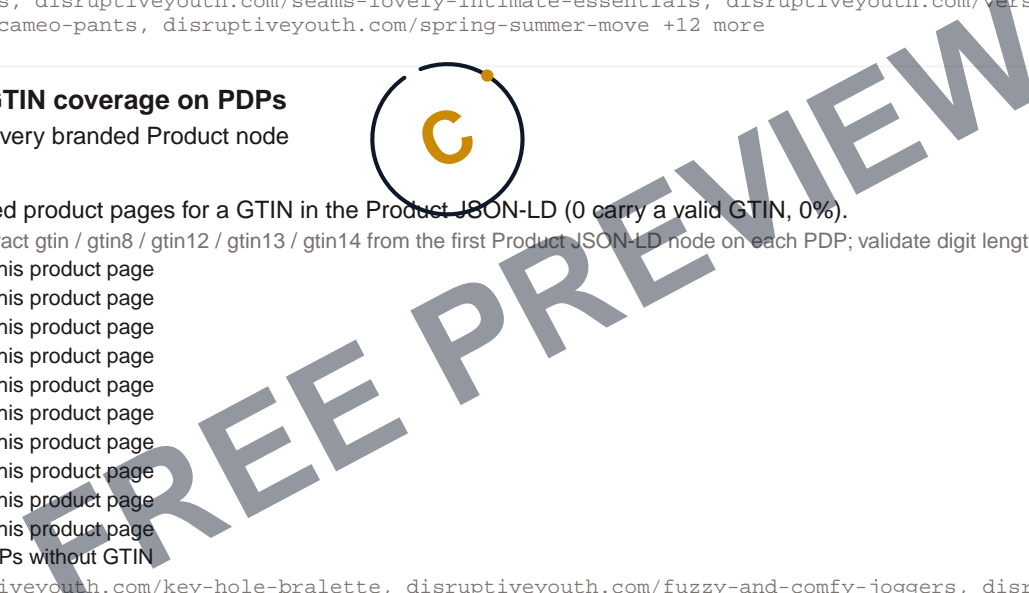 disruptiveyouth.com/seams-lovely-intimate-essentials, disruptiveyouth.com/vers
cameo-pants, disruptiveyouth.com/spring-summer-move +12 more
GTIN coverage on PDPs
very branded Product node
C
ed product pages for a GTIN in the Product JSON-LD (0 carry a valid GTIN, 0%).
ract gtin / gtin8 / gtin12 / gtin13 / gtin14 from the first Product JSON-LD node on each PDP; validate digit lengt
his product page
his product page
his product page
his product page
his product page
his product page
his product page
his product page
his product page
his product page
Ps without GTIN
iveyouth.com/key-hole-bralette, disruptiveyouth.com/fuzzy-and-comfy-joggers, disr
FREE PREVIEW